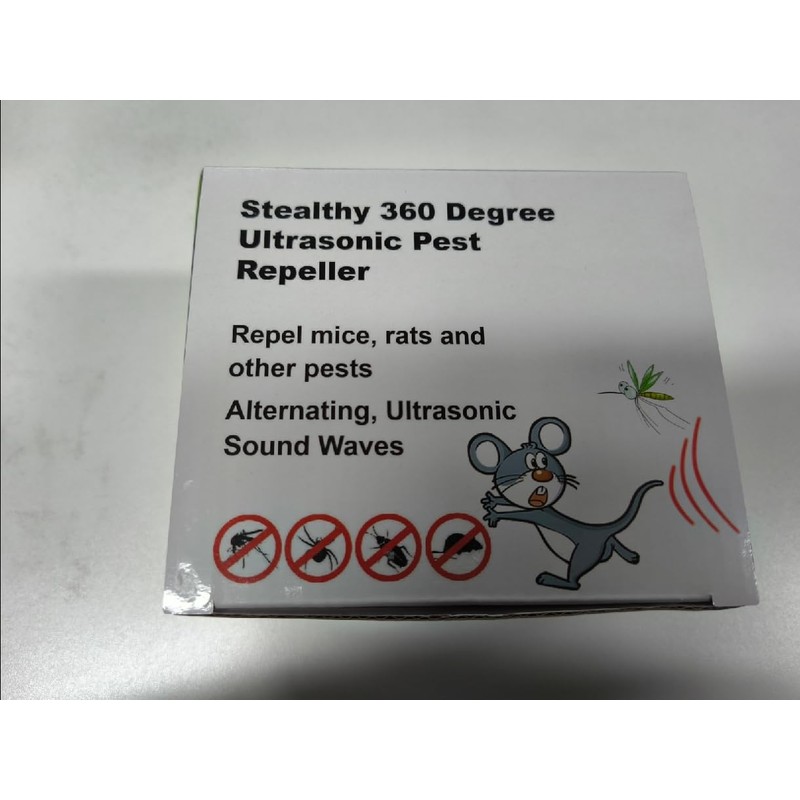 Stealthy 360 Degree
Ultrasonic Pest
Repeller
Repel mice, rats and
other pests
Alternating, Ultrasonic
Sound Waves